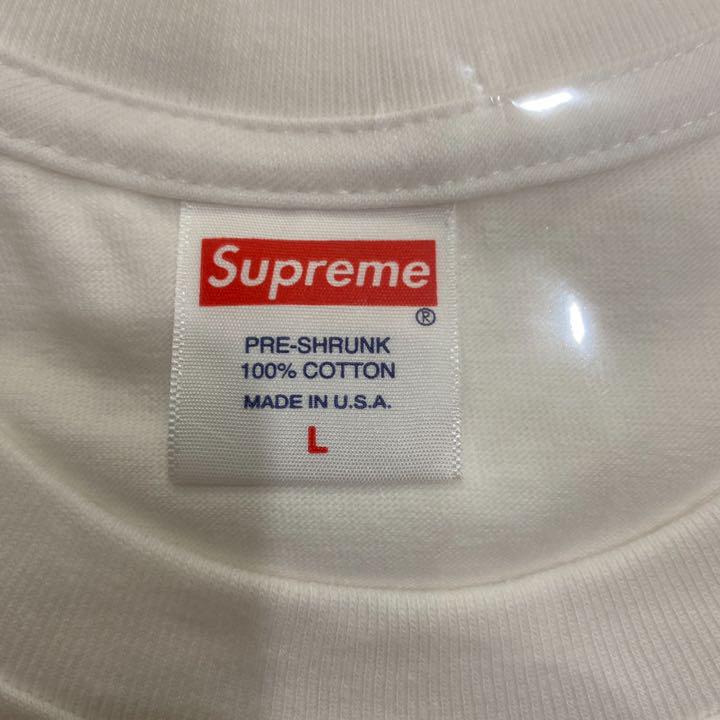 Supreme
®
PRE-SHRUNK
100% COTTON
MADE IN U.S.A.
L